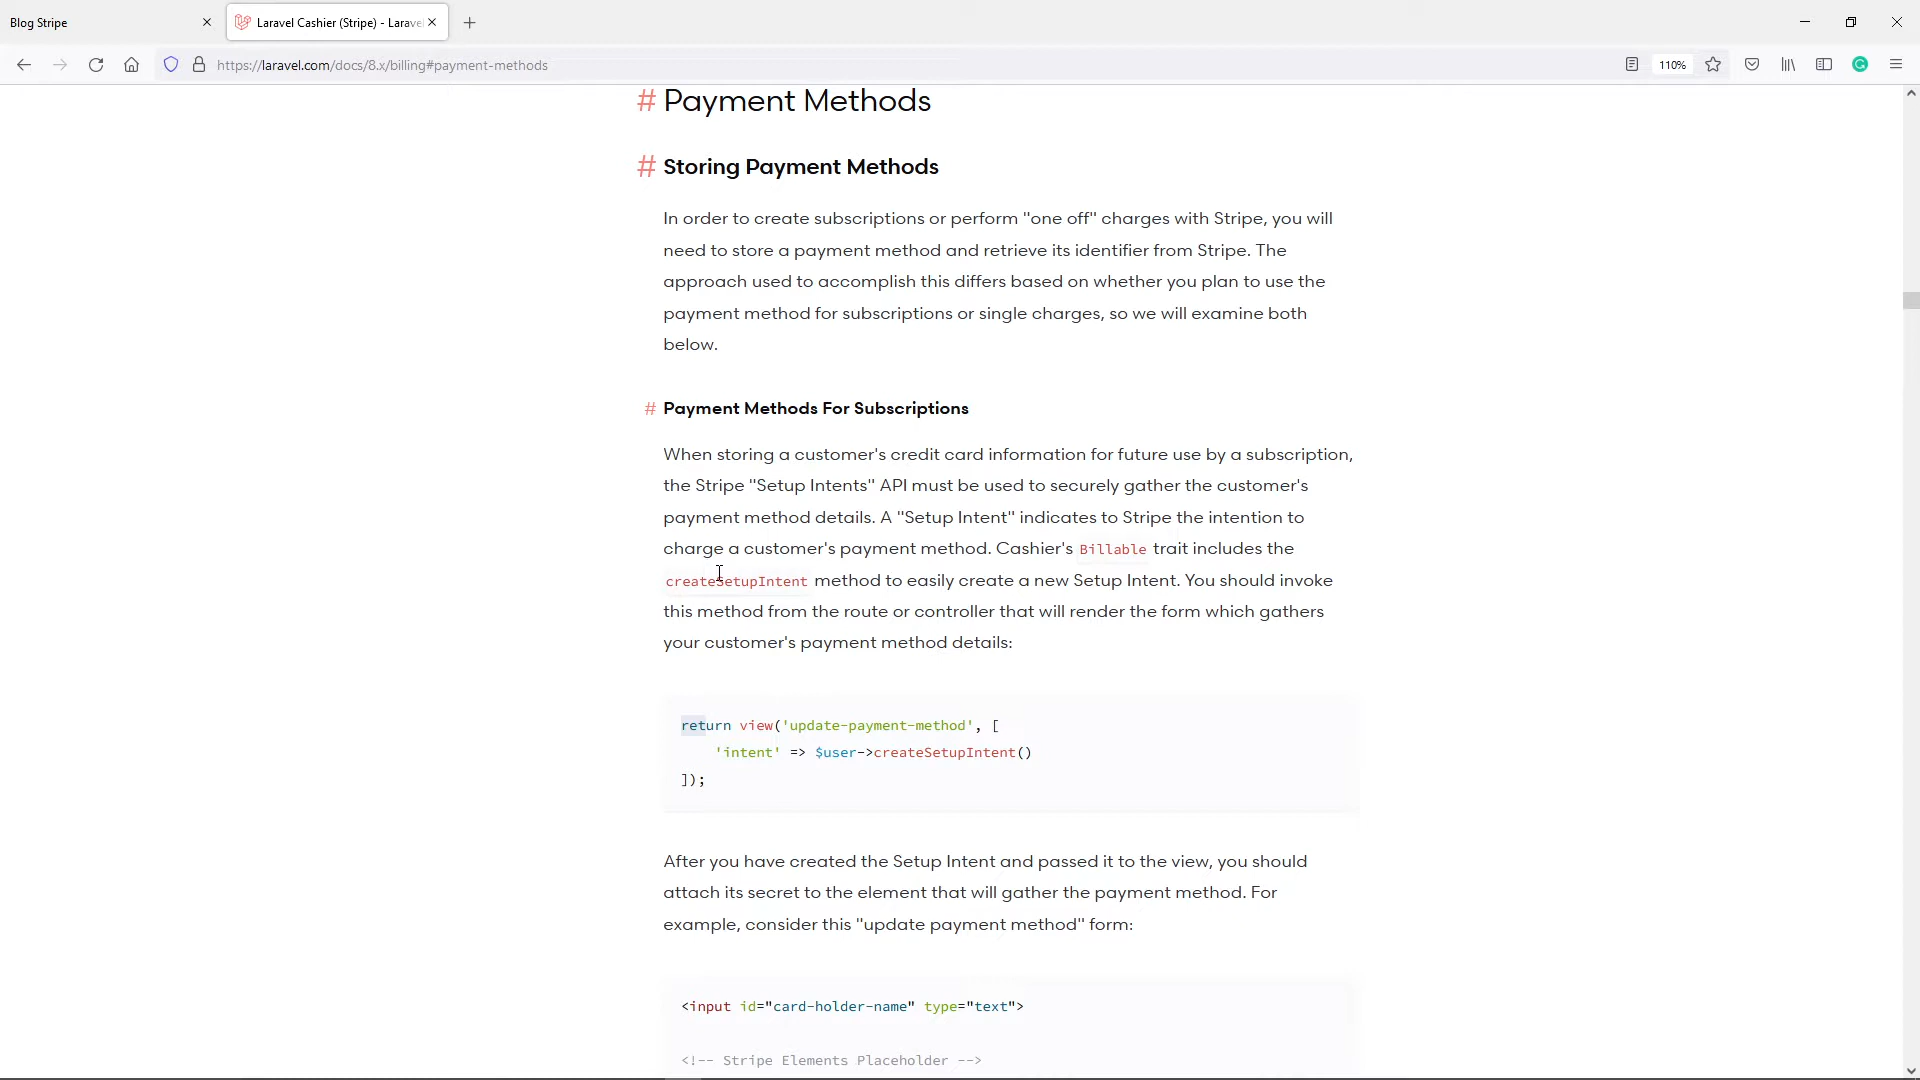 Blog Stripe
Laravel Cashier (Stripe) - Larave
https://laravel.com/docs/8.x/billing#payment-methods
110%
# Payment Methods
# Storing Payment Methods
In order to create subscriptions or perform "one off" charges with Stripe, you will
need to store a payment method and retrieve its identifier from Stripe. The
approach used to accomplish this differs based on whether you plan to use the
payment method for subscriptions or single charges, so we will examine both
below.
# Payment Methods For Subscriptions
When storing a customer's credit card information for future use by a subscription,
the Stripe "Setup Intents" API must be used to securely gather the customer's
payment method details. A "Setup Intent" indicates to Stripe the intention to
charge a customer's payment method. Cashier's Billable trait includes the
createSetupIntent method to easily create a new Setup Intent. You should invoke
this method from the route or controller that will render the form which gathers
your customer's payment method details:
return view('update-payment-method', [
'intent' => $user->createSetupIntent()
]);
After you have created the Setup Intent and passed it to the view, you should
attach its secret to the element that will gather the payment method. For
example, consider this "update payment method" form:
<input id="card-holder-name" type="text">
<!-- Stripe Elements Placeholder -->